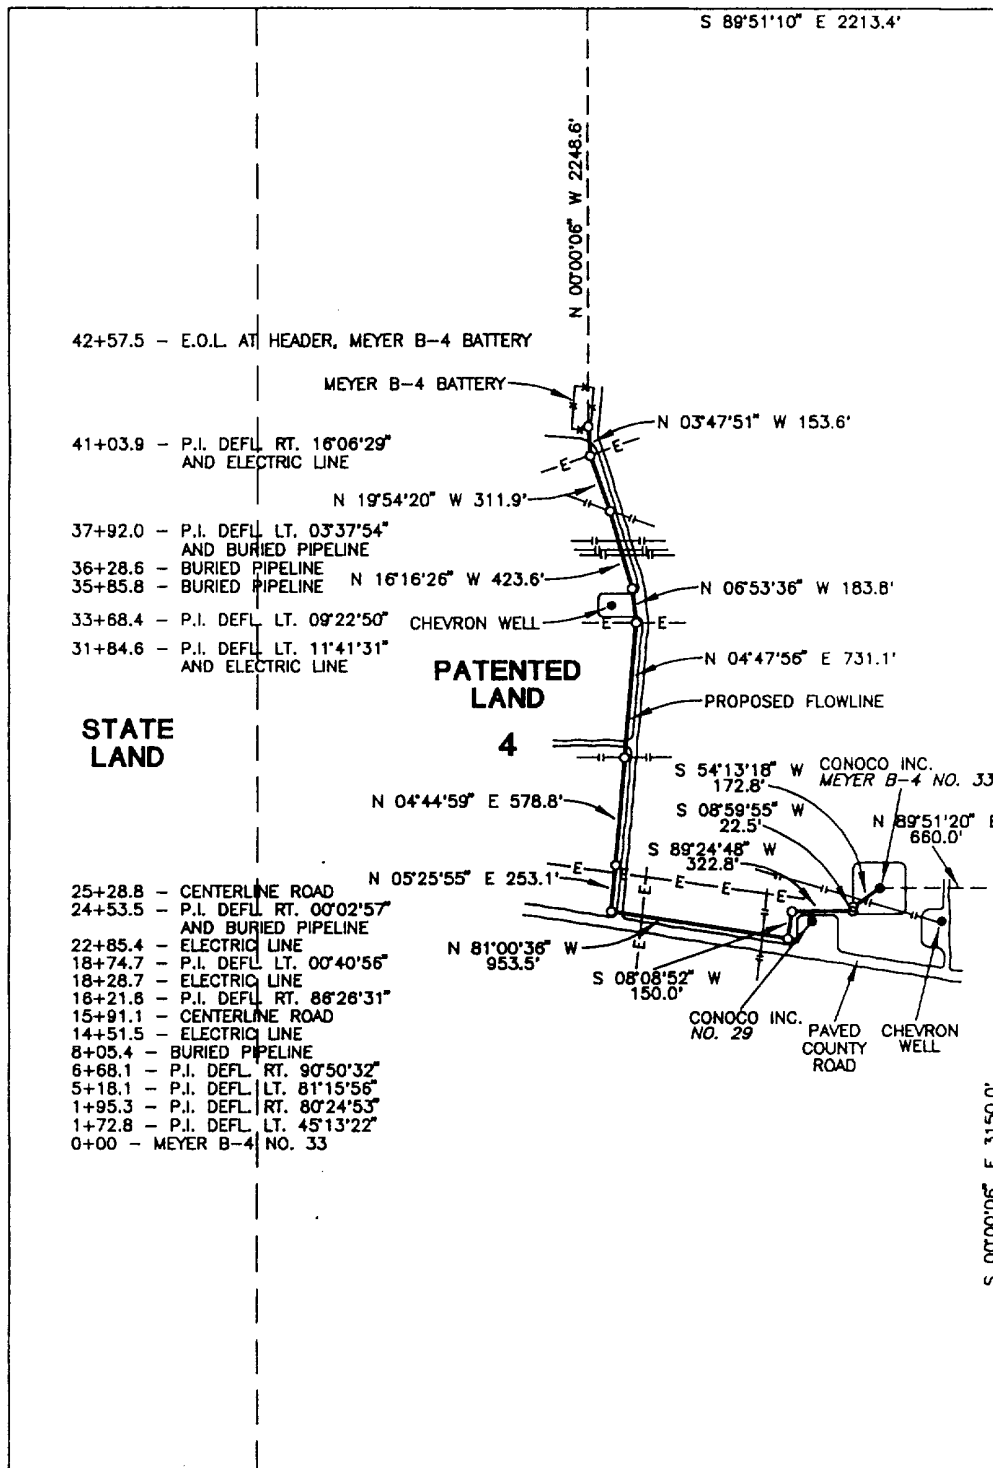 S 89°51'10" E 2213.4'
N 00°00'06" W 2248.6'
42+57.5 – E.O.L. AT HEADER, MEYER B–4 BATTERY
MEYER B–4 BATTERY
N 03°47'51" W 153.6'
41+03.9 – P.I. DEFL. RT. 16°06'29"
AND ELECTRIC LINE
E
E
N 19°54'20" W 311.9'
37+92.0 – P.I. DEFL. LT. 03°37'54"
AND BURIED PIPELINE
36+28.6 – BURIED PIPELINE
35+85.8 – BURIED PIPELINE
N 16°16'26" W 423.6'
N 06°53'36" W 183.8'
33+68.4 – P.I. DEFL. LT. 09°22'50"
CHEVRON WELL
E
E
31+84.6 – P.I. DEFL. LT. 11°41'31"
AND ELECTRIC LINE
N 04°47'56" E 731.1'
PATENTED
LAND
4
PROPOSED FLOWLINE
STATE
LAND
S 54°13'18" W
172.8'
CONOCO INC.
MEYER B–4 NO. 33
N 04°44'59" E 578.8'
S 08°59'55" W
22.5'
N 89°51'20" E
660.0'
S 89°24'48" W
322.8'
N 05°25'55" E 253.1'
E
E
E
E
E
E
25+28.8 – CENTERLINE ROAD
24+53.5 – P.I. DEFL. RT. 00°02'57"
AND BURIED PIPELINE
22+85.4 – ELECTRIC LINE
18+74.7 – P.I. DEFL. LT. 00°40'56"
18+28.7 – ELECTRIC LINE
16+21.6 – P.I. DEFL. RT. 86°26'31"
15+91.1 – CENTERLINE ROAD
14+51.5 – ELECTRIC LINE
8+05.4 – BURIED PIPELINE
6+68.1 – P.I. DEFL. RT. 90°50'32"
5+18.1 – P.I. DEFL. LT. 81°15'56"
1+95.3 – P.I. DEFL. RT. 80°24'53"
1+72.8 – P.I. DEFL. LT. 45°13'22"
0+00 – MEYER B–4 NO. 33
N 81°00'36" W
953.5'
S 08°08'52" W
150.0'
CONOCO INC.
NO. 29
PAVED
COUNTY
ROAD
CHEVRON
WELL
S 00°00'06" E 3150.0'